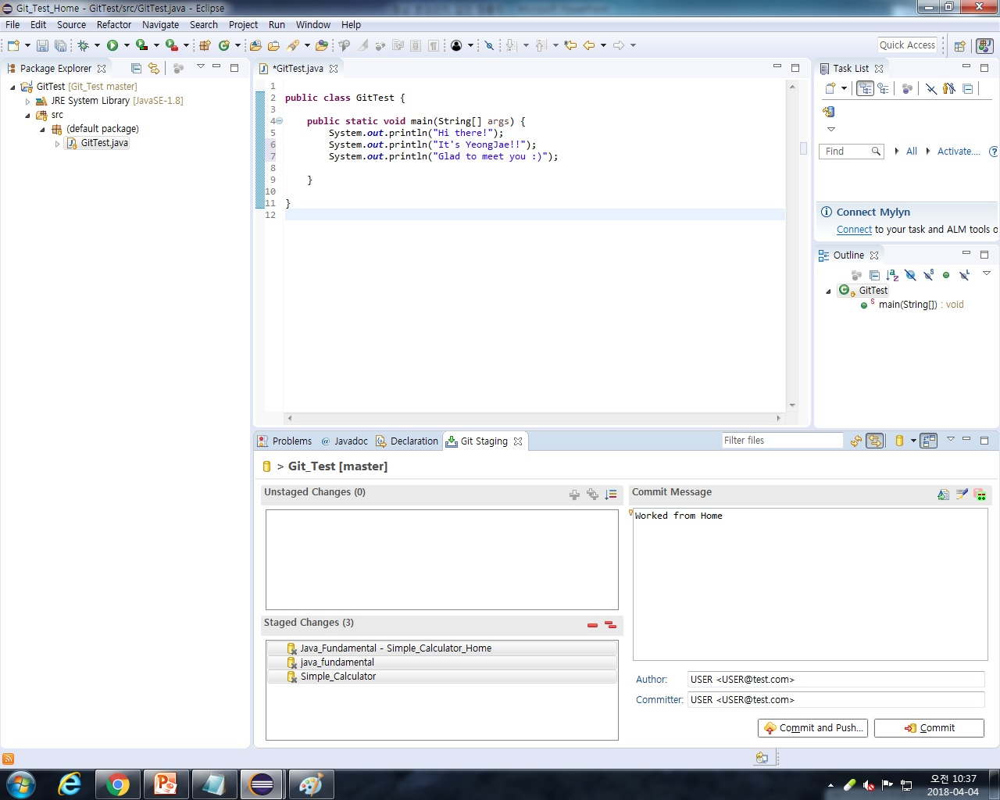 Git_Test_Home - GitTest/src/GitTest.java - Eclipse
File Edit Source Refactor Navigate Search Project Run Window Help
Quick Access
Package Explorer
GitTest [Git_Test master]
JRE System Library [JavaSE-1.8]
src
(default package)
GitTest.java
*GitTest.java
1
2 public class GitTest {
3
4 public static void main(String[] args) {
5 System.out.println("Hi there!");
6 System.out.println("It's YeongJae!!");
7 System.out.println("Glad to meet you :)");
8
9 }
10
11 }
12
Task List
Find All Activate...
Connect Mylyn
Connect to your task and ALM tools o
Outline
GitTest
main(String[]) : void
Problems @ Javadoc Declaration Git Staging
Filter files
> Git_Test [master]
Unstaged Changes (0)
Staged Changes (3)
Java_Fundamental - Simple_Calculator_Home
java_fundamental
Simple_Calculator
Commit Message
Worked from Home
Author: USER <USER@test.com>
Committer: USER <USER@test.com>
Commit and Push... Commit
오전 10:37
2018-04-04